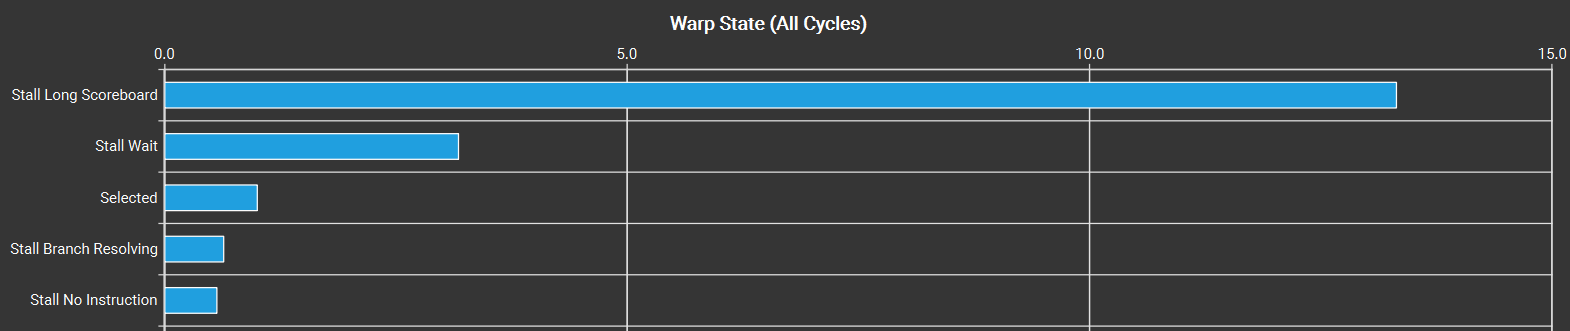 Warp State (All Cycles)
0.0 5.0 10.0 15.0
Stall Long Scoreboard
Stall Wait
Selected
Stall Branch Resolving
Stall No Instruction